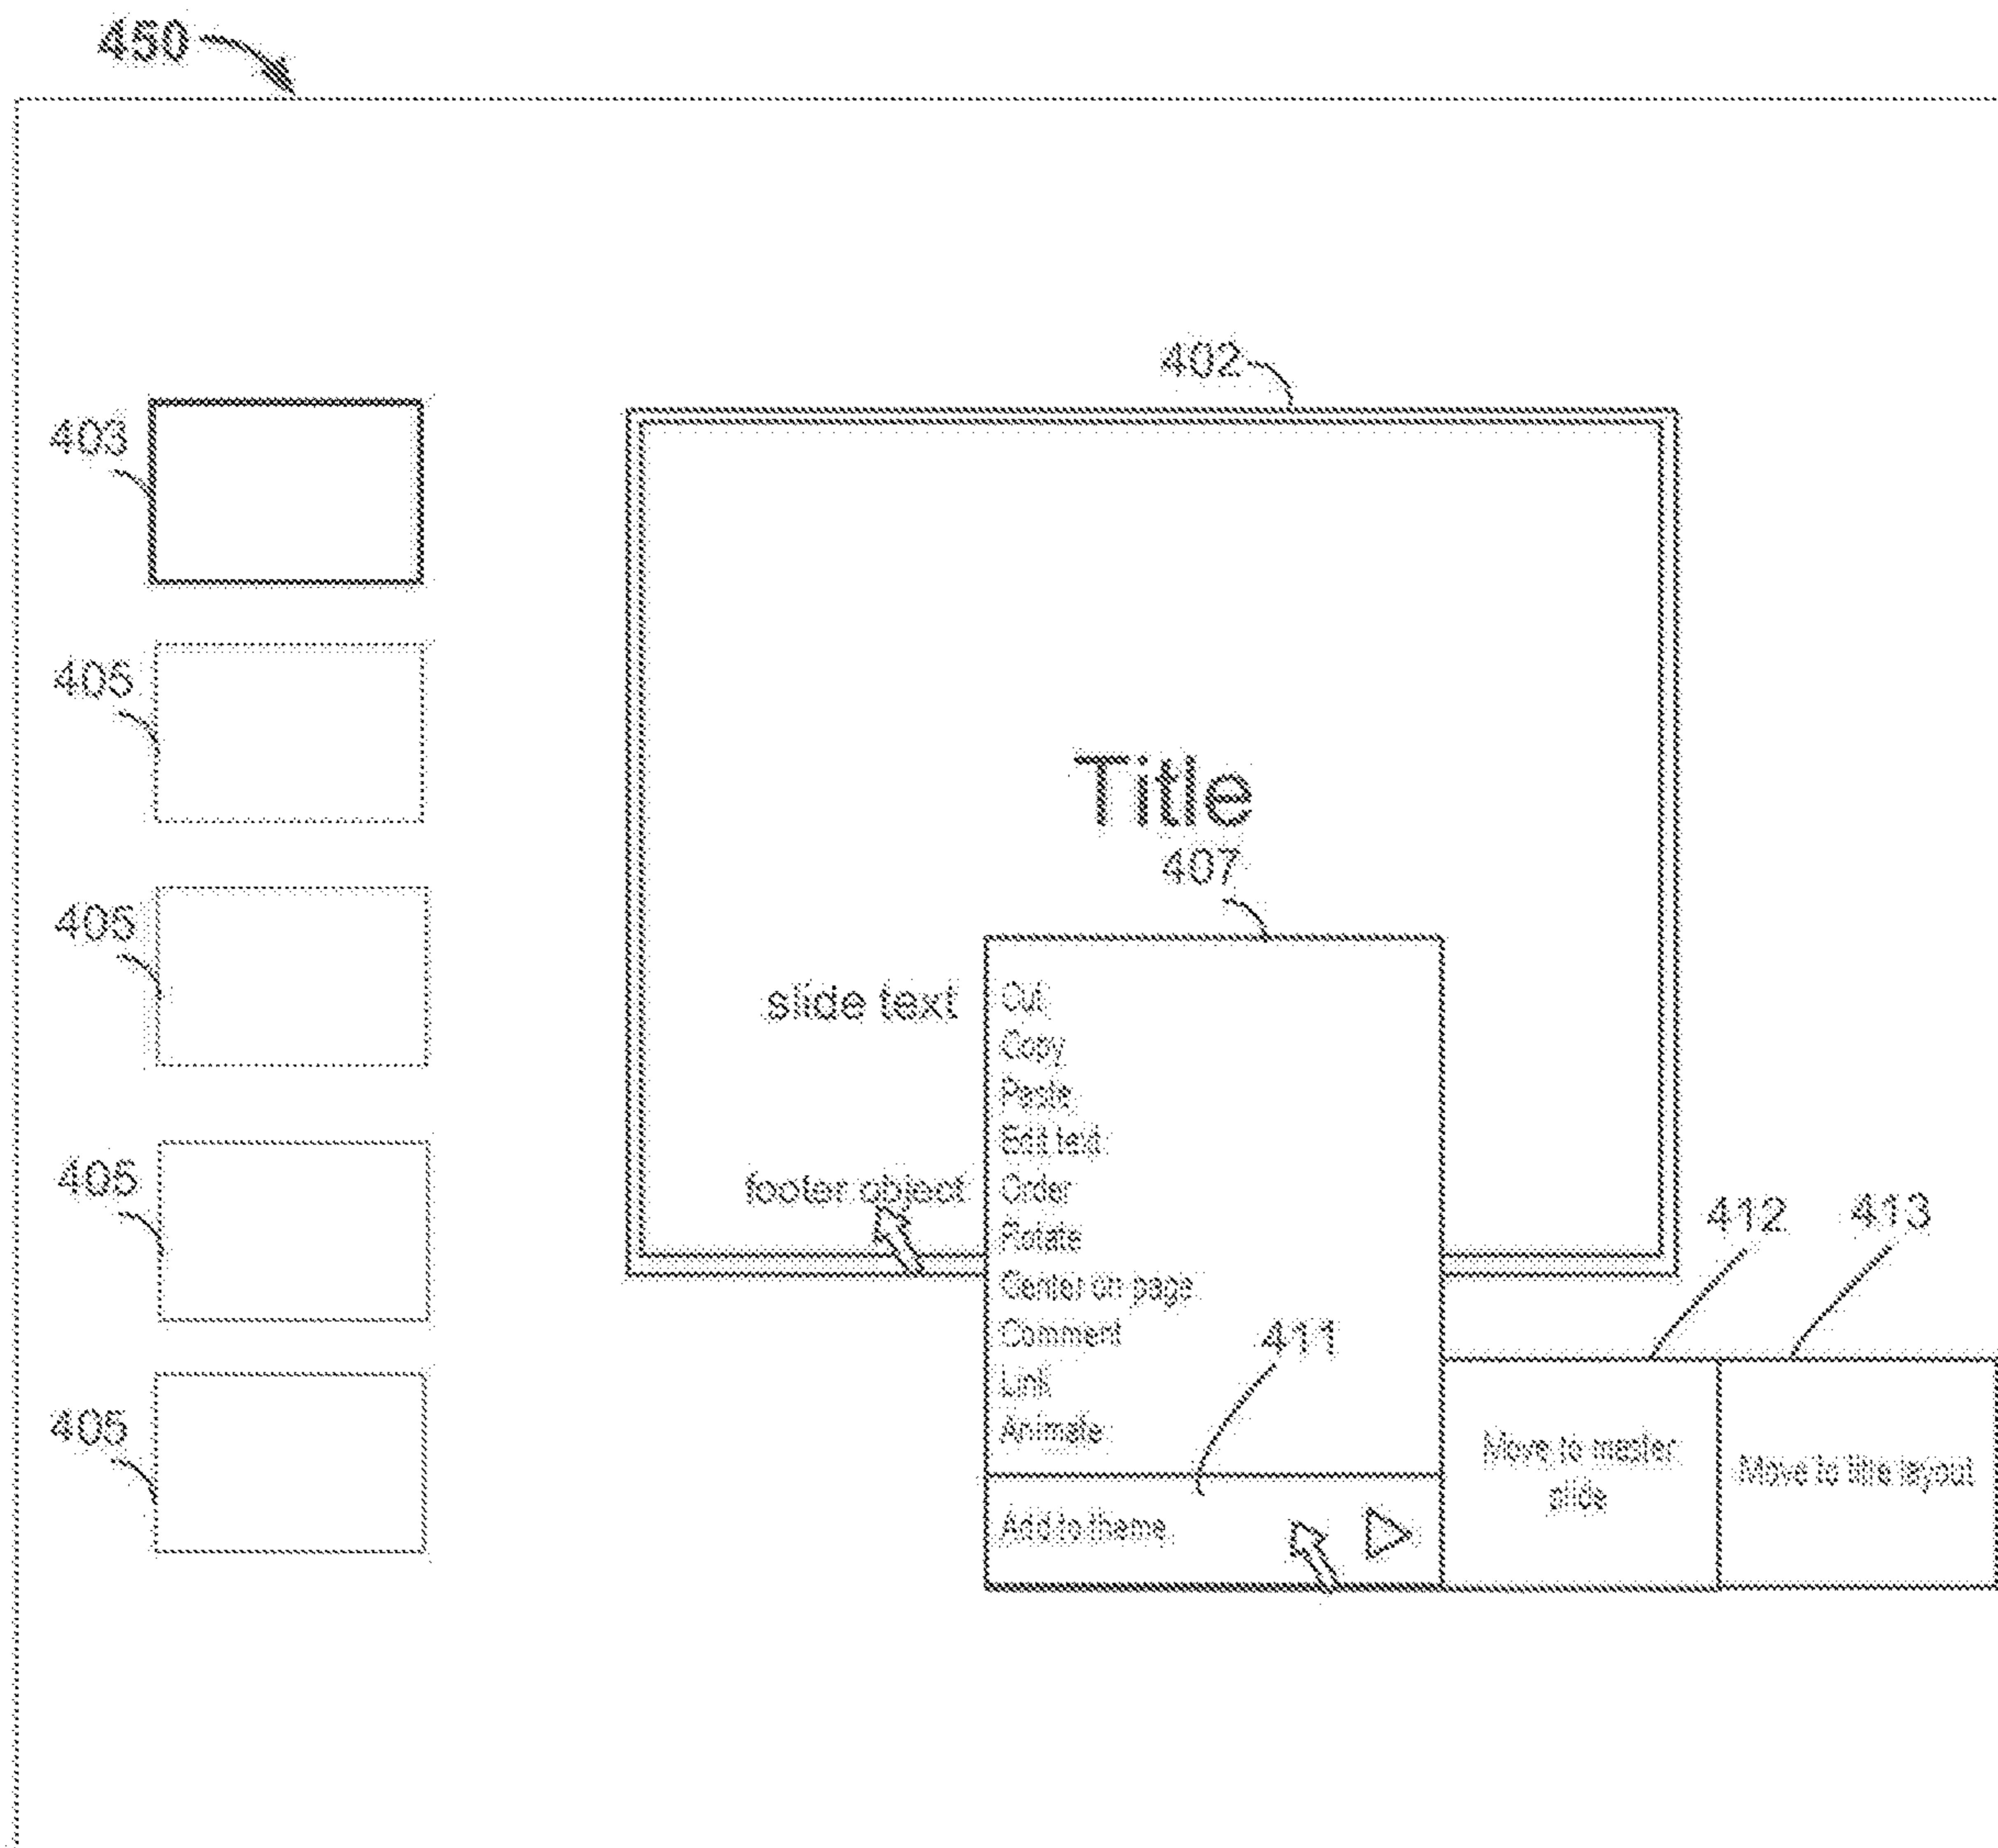 450
402
403
405
Title
407
405
slide text
Cut
Copy
Paste
Edit text
405
footer object
Order
Rotate
412
413
Center on page
Comment
411
Link
405
Animate
Move to master
slide
Move to title layout
Add to theme